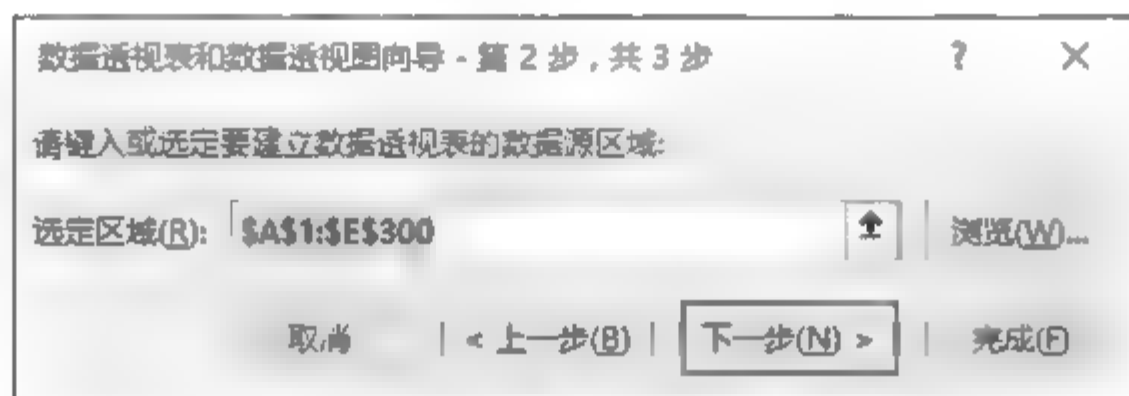 数据透视表和数据透视图向导 - 第 2 步，共 3 步 ? ×
请键入或选定要建立数据透视表的数据源区域:
选定区域(R): $A$1:$E$300 浏览(W)...
取消 < 上一步(B) 下一步(N) > 完成(F)